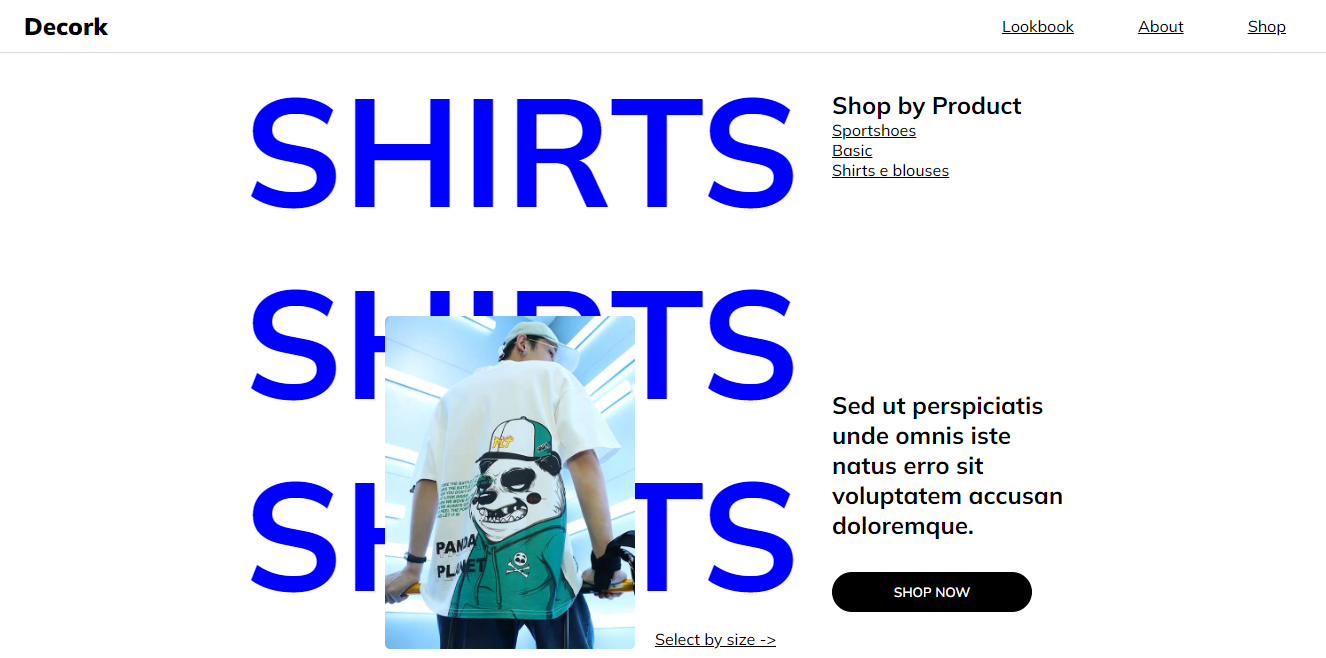 Decork
Lookbook
About
Shop
SHIRTS
Shop by Product
Sportshoes
Basic
Shirts e blouses
SHIRTS
SHIRTS
PANDA
PLANET
Sed ut perspiciatis
unde omnis iste
natus erro sit
voluptatem accusan
doloremque.
SHOP NOW
Select by size ->